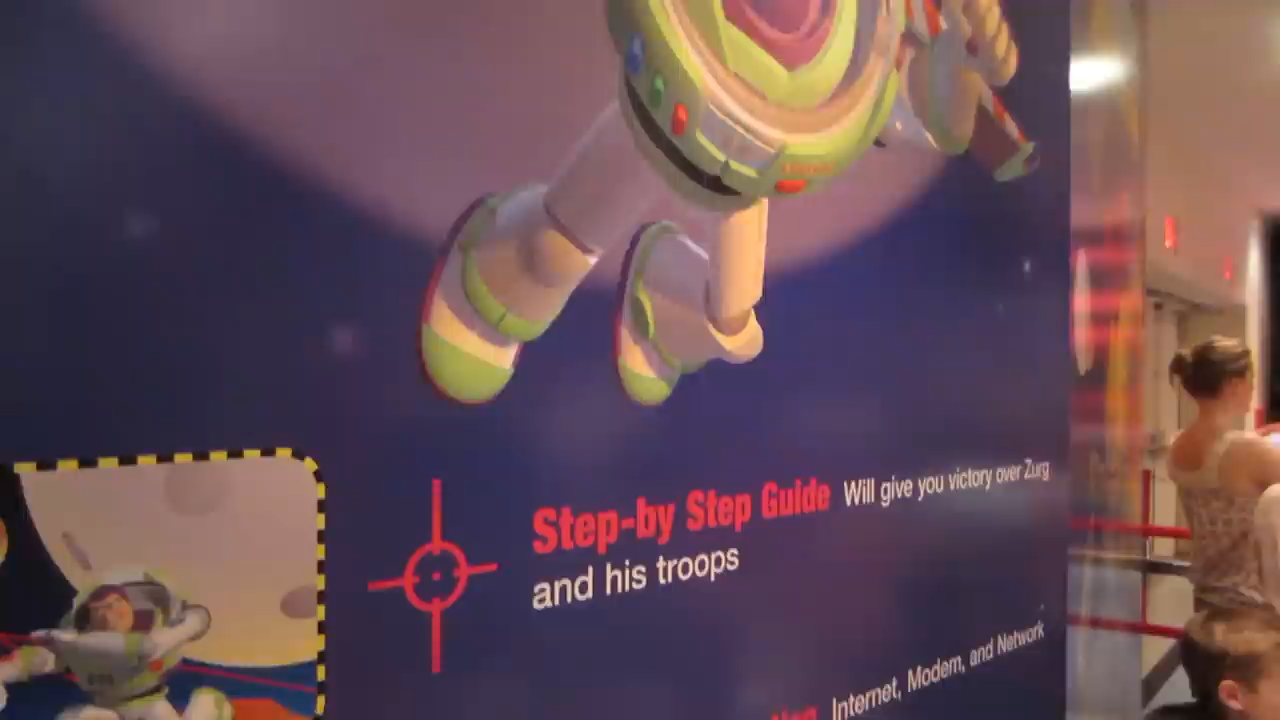 Step-by Step Guide Will give you victory over Zurg
and his troops
Internet, Modem, and Network